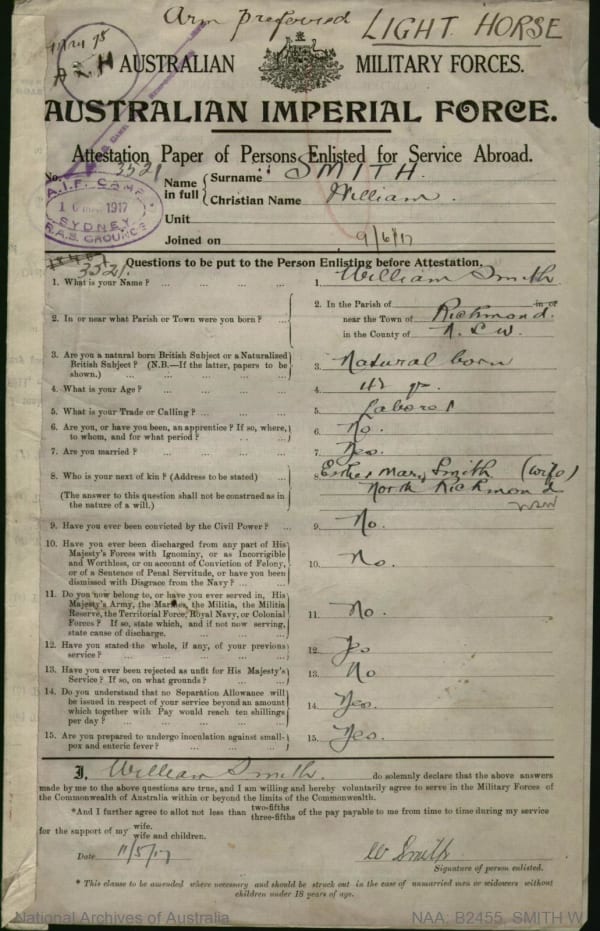 Arm preferred LIGHT HORSE
AUSTRALIAN MILITARY FORCES.
AUSTRALIAN IMPERIAL FORCE.
Attestation Paper of Persons Enlisted for Service Abroad.
No. 3521
A.I.F. CAMP
1917
SYDNEY
R.A.S. GROUNDS
Name in full { Surname SMITH.
Christian Name William.
Unit
Joined on 9/6/17
3521. Questions to be put to the Person Enlisting before Attestation.
1. What is your Name? ... 1. William Smith
2. In or near what Parish or Town were you born? ... 2. In the Parish of in or
near the Town of Richmond.
in the County of N.S.W.
3. Are you a natural born British Subject or a Naturalized
British Subject? (N.B.—If the latter, papers to be
shown.) ... 3. Natural born
4. What is your Age? ... 4.
5. What is your Trade or Calling? ... 5. Laborer
6. Are you, or have you been, an apprentice? If so, where,
to whom, and for what period? ... 6. No.
7. Are you married? ... 7. Yes.
8. Who is your next of kin? (Address to be stated) ... 8. Mary Smith (wife)
North Richmond
NSW
(The answer to this question shall not be construed as in
the nature of a will.)
9. Have you ever been convicted by the Civil Power? ... 9. No.
10. Have you ever been discharged from any part of His
Majesty's Forces with Ignominy, or as Incorrigible
and Worthless, or on account of Conviction of Felony,
or of a Sentence of Penal Servitude, or have you been
dismissed with Disgrace from the Navy? ... 10. No.
11. Do you now belong to, or have you ever served in, His
Majesty's Army, the Marines, the Militia, the Militia
Reserve, the Territorial Force, Royal Navy, or Colonial
Forces? If so, state which, and if not now serving,
state cause of discharge. ... 11. No.
12. Have you stated the whole, if any, of your previous
service? ... 12. Yes
13. Have you ever been rejected as unfit for His Majesty's
Service? If so, on what grounds? ... 13. No
14. Do you understand that no Separation Allowance will
be issued in respect of your service beyond an amount
which together with Pay would reach ten shillings
per day? ... 14. Yes.
15. Are you prepared to undergo inoculation against small-
pox and enteric fever? ... 15. Yes.
I, William Smith. do solemnly declare that the above answers
made by me to the above questions are true, and I am willing and hereby voluntarily agree to serve in the Military Forces of
the Commonwealth of Australia within or beyond the limits of the Commonwealth.
*And I further agree to allot not less than two-fifths three-fifths of the pay payable to me from time to time during my service
for the support of my wife. wife and children.
Date 11/5/17 W Smith
Signature of person enlisted.
* This clause to be amended where necessary and should be struck out in the case of unmarried men or widowers without
children under 18 years of age.
National Archives of Australia NAA: B2455, SMITH W